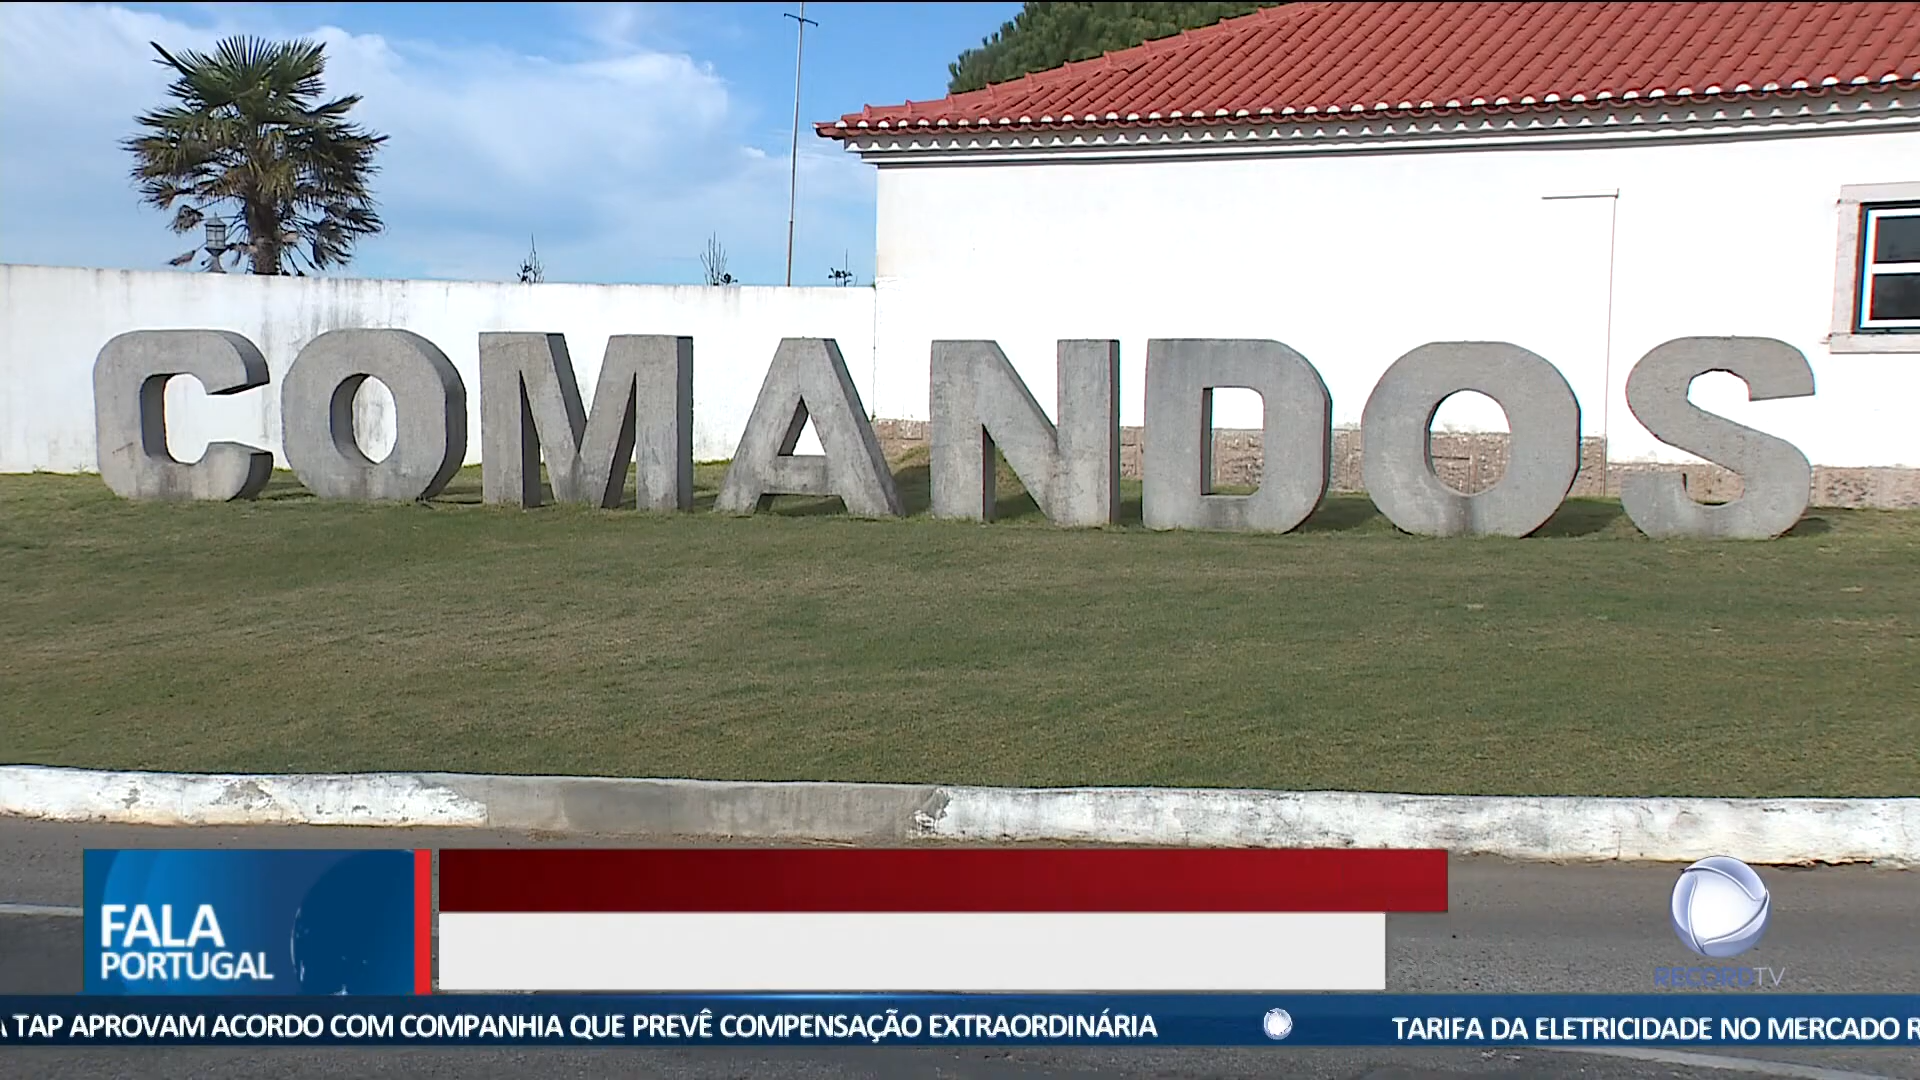 COMANDOS
FALA
PORTUGAL
RECORD TV
A TAP APROVAM ACORDO COM COMPANHIA QUE PREVÊ COMPENSAÇÃO EXTRAORDINÁRIA
TARIFA DA ELETRICIDADE NO MERCADO R